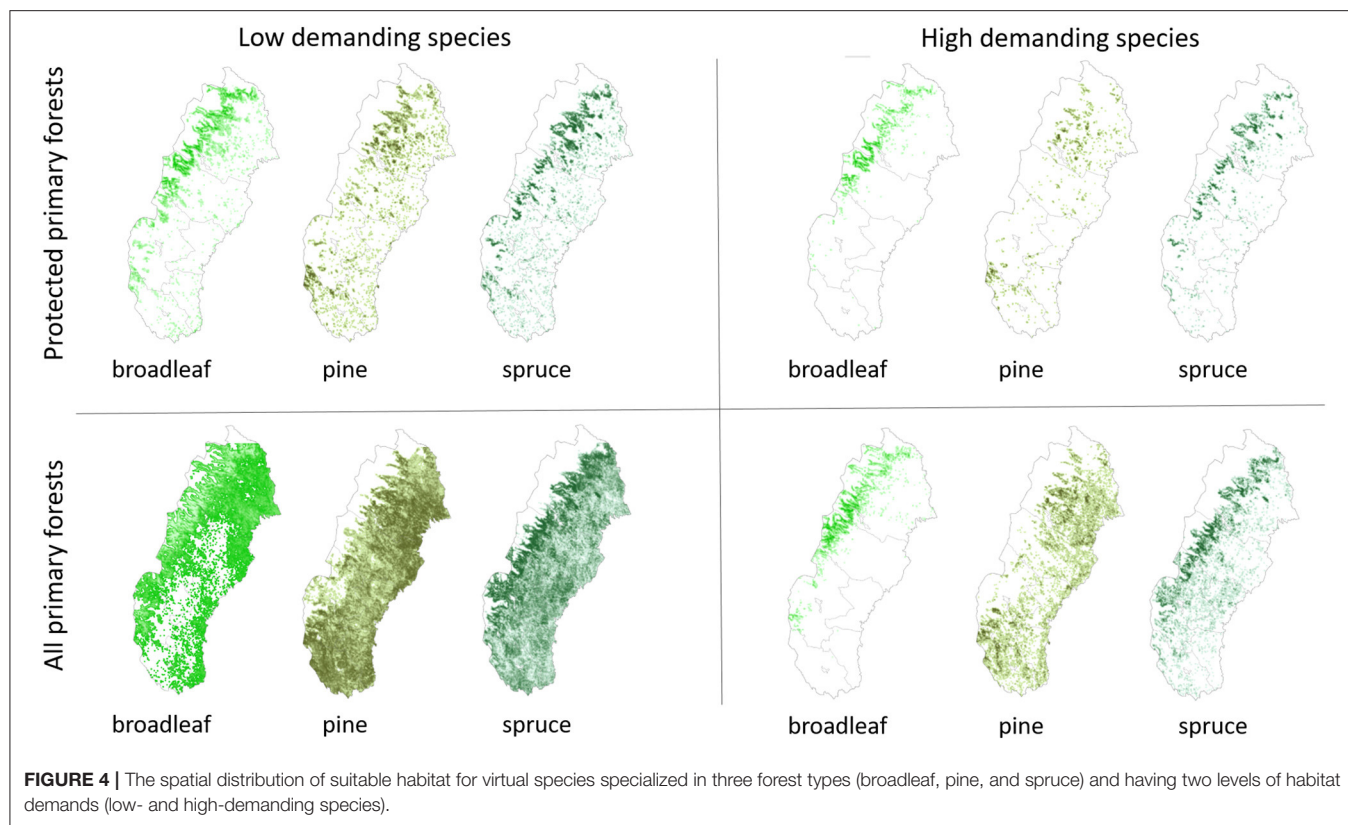 Low demanding species
High demanding species
Protected primary forests
broadleaf
pine
spruce
broadleaf
pine
spruce
All primary forests
broadleaf
pine
spruce
broadleaf
pine
spruce
FIGURE 4 | The spatial distribution of suitable habitat for virtual species specialized in three forest types (broadleaf, pine, and spruce) and having two levels of habitat
demands (low- and high-demanding species).